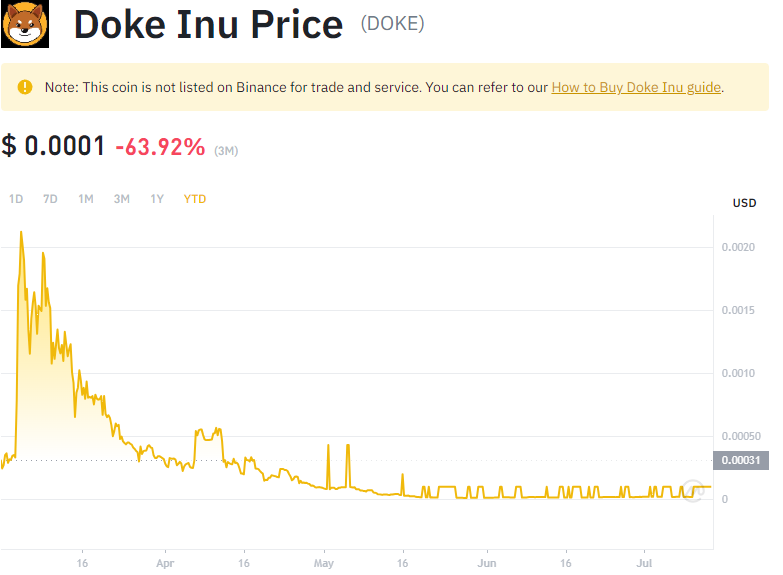 Doke Inu Price (DOKE)
Note: This coin is not listed on Binance for trade and service. You can refer to our How to Buy Doke Inu guide.
$ 0.0001 -63.92% (3M)
1D 7D 1M 3M 1Y YTD
USD
0.0020
0.0015
0.0010
0.00050
0.00031
0
16 Apr 16 May 16 Jun 16 Jul